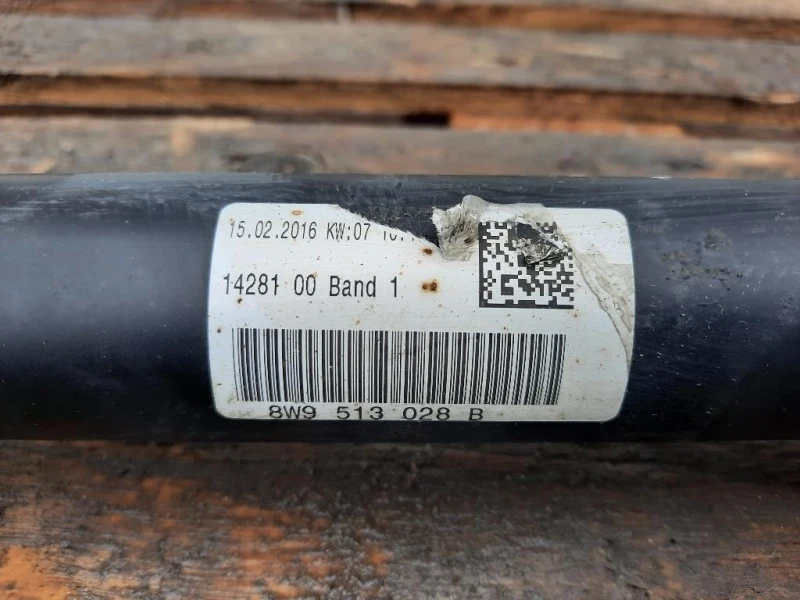 15.02.2016 KW:07
14281 00 Band 1
8W9 513 028 B